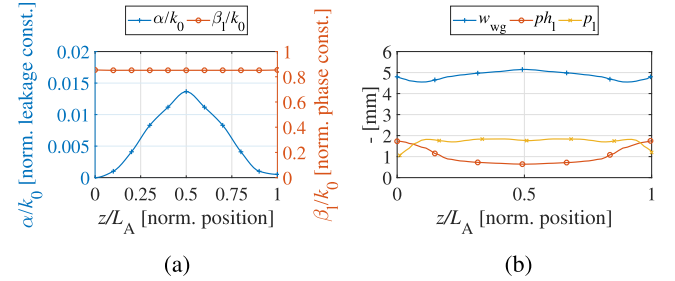 α/k0 β1/k0
0.02
0.015
0.01
0.005
0
α/k0 [norm. leakage const.]
1
0.8
0.6
0.4
0.2
0
β1/k0 [norm. phase const.]
0 0.25 0.5 0.75 1
z/LA [norm. position]
(a)
wwg ph1 p1
6
5
4
3
2
1
0
- [mm]
0 0.5 1
z/LA [norm. position]
(b)